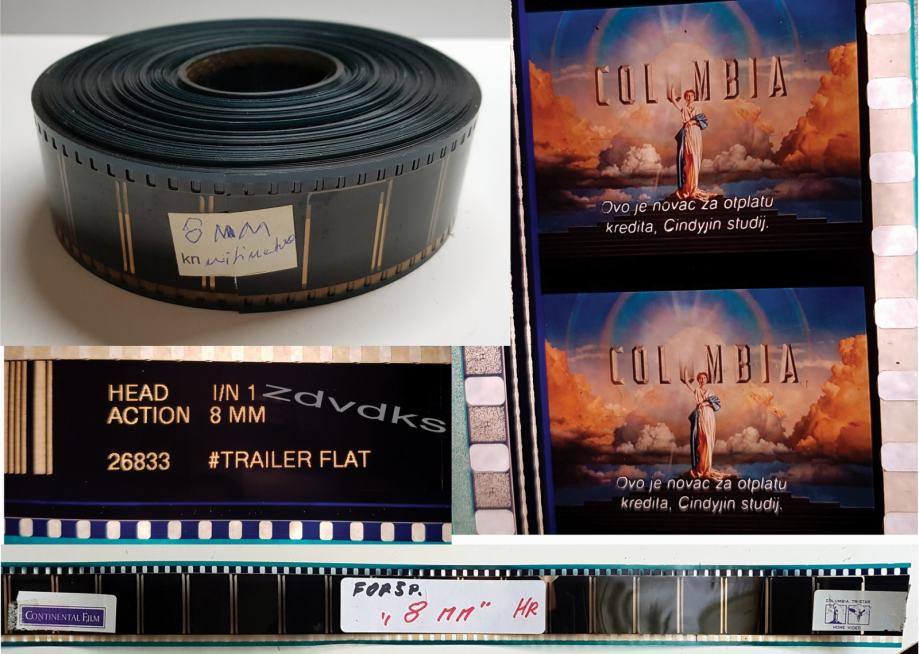 8 MM
kn milimetra
COLUMBIA
Ovo je novac za otplatu
kredita, Cindyjin studij.
COLUMBIA
Ovo je novac za otplatu
kredita, Cindyjin studij.
HEAD I/N 1
ACTION 8 MM
26833 #TRAILER FLAT
zdvdks
CONTINENTAL FILM
FORSP.
„8 MM" HR
COLUMBIA TRISTAR
HOME VIDEO